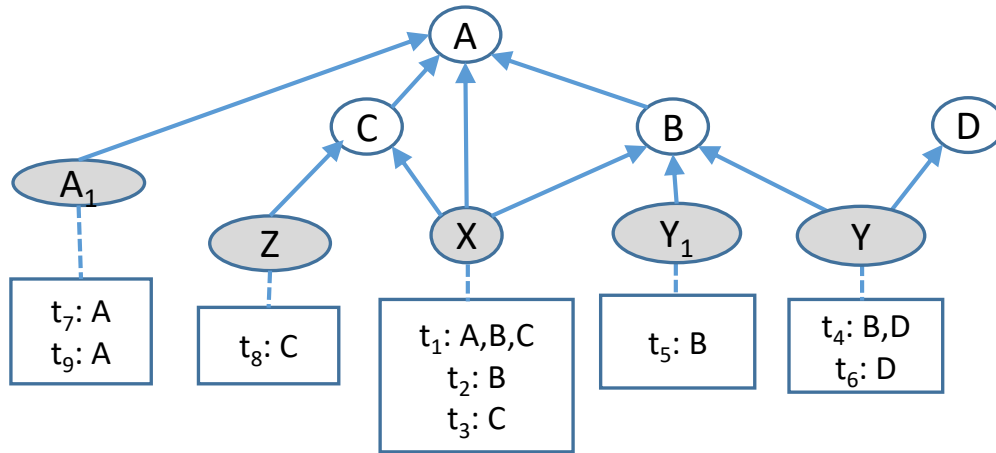 A
C
B
D
A₁
Z
X
Y₁
Y
t₇: A
t₉: A
t₈: C
t₁: A,B,C
t₂: B
t₃: C
t₅: B
t₄: B,D
t₆: D